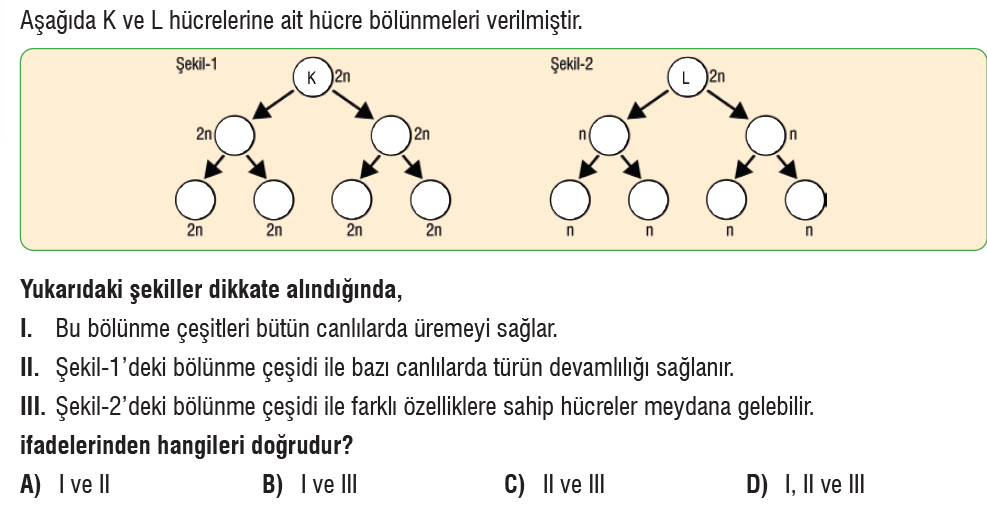 Aşağıda K ve L hücrelerine ait hücre bölünmeleri verilmiştir.
Şekil-1
K 2n
2n 2n
2n 2n 2n 2n
Şekil-2
L 2n
n n
n n n n
Yukarıdaki şekiller dikkate alındığında,
I. Bu bölünme çeşitleri bütün canlılarda üremeyi sağlar.
II. Şekil-1'deki bölünme çeşidi ile bazı canlılarda türün devamlılığı sağlanır.
III. Şekil-2'deki bölünme çeşidi ile farklı özelliklere sahip hücreler meydana gelebilir.
ifadelerinden hangileri doğrudur?
A) I ve II B) I ve III C) II ve III D) I, II ve III